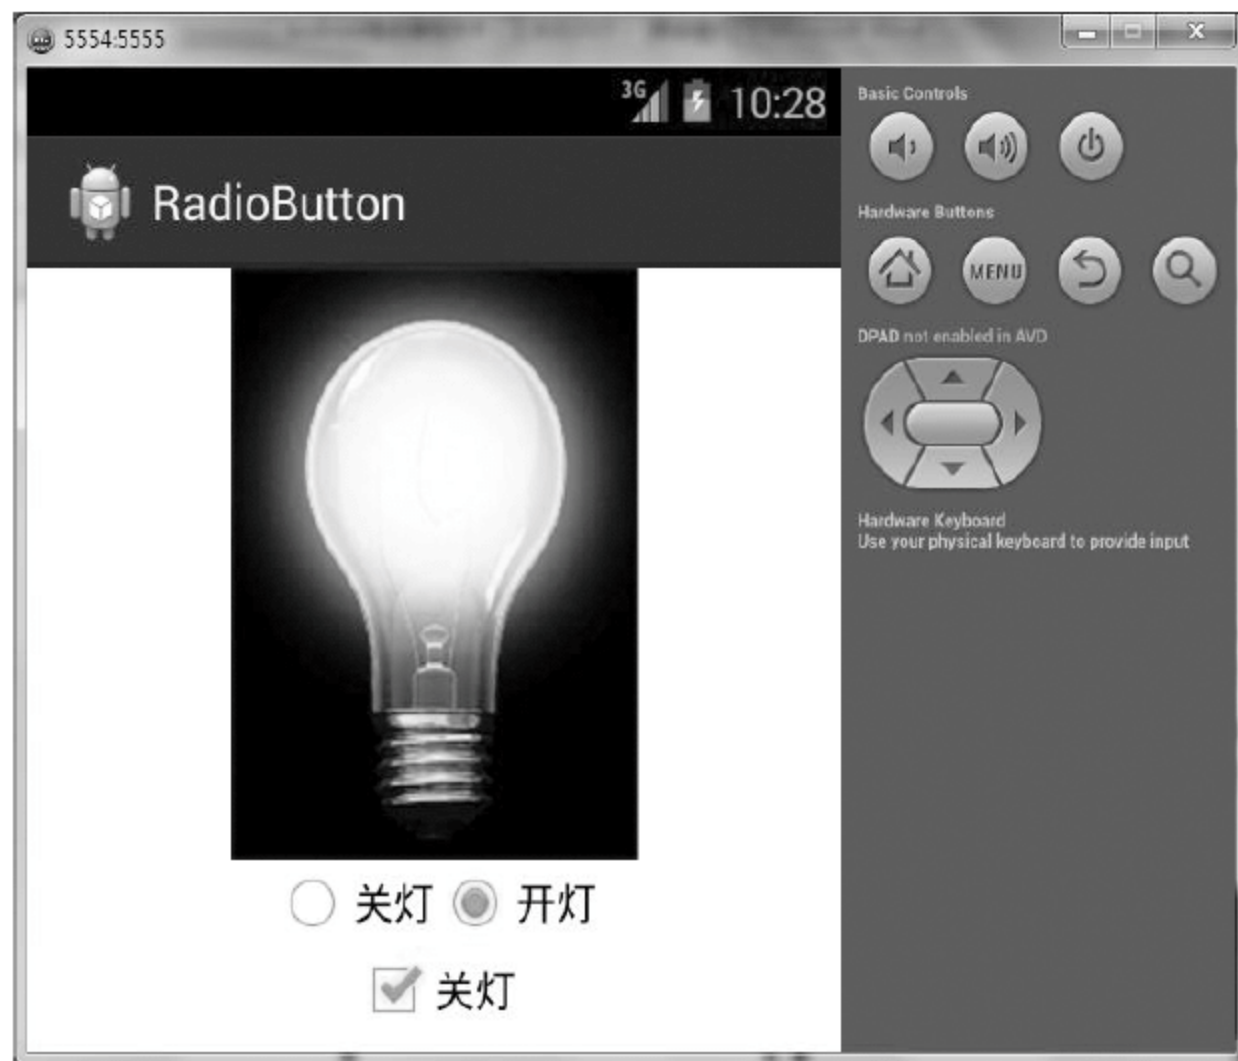 5554:5555
3G 10:28
RadioButton
关灯 开灯
关灯
Basic Controls
Hardware Buttons
MENU
DPAD not enabled in AVD
Hardware Keyboard
Use your physical keyboard to provide input